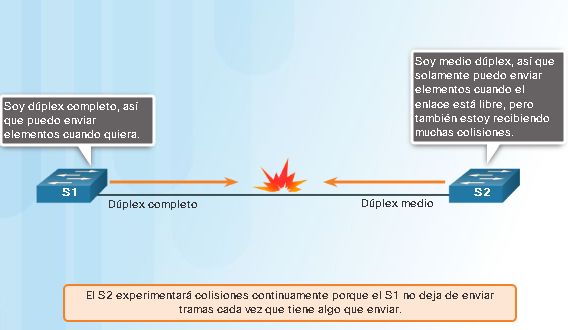 Soy dúplex completo, así
que puedo enviar
elementos cuando quiera.
Soy medio dúplex, así que
solamente puedo enviar
elementos cuando el
enlace está libre, pero
también estoy recibiendo
muchas colisiones.
S1
S2
Dúplex completo
Dúplex medio
El S2 experimentará colisiones continuamente porque el S1 no deja de enviar
tramas cada vez que tiene algo que enviar.